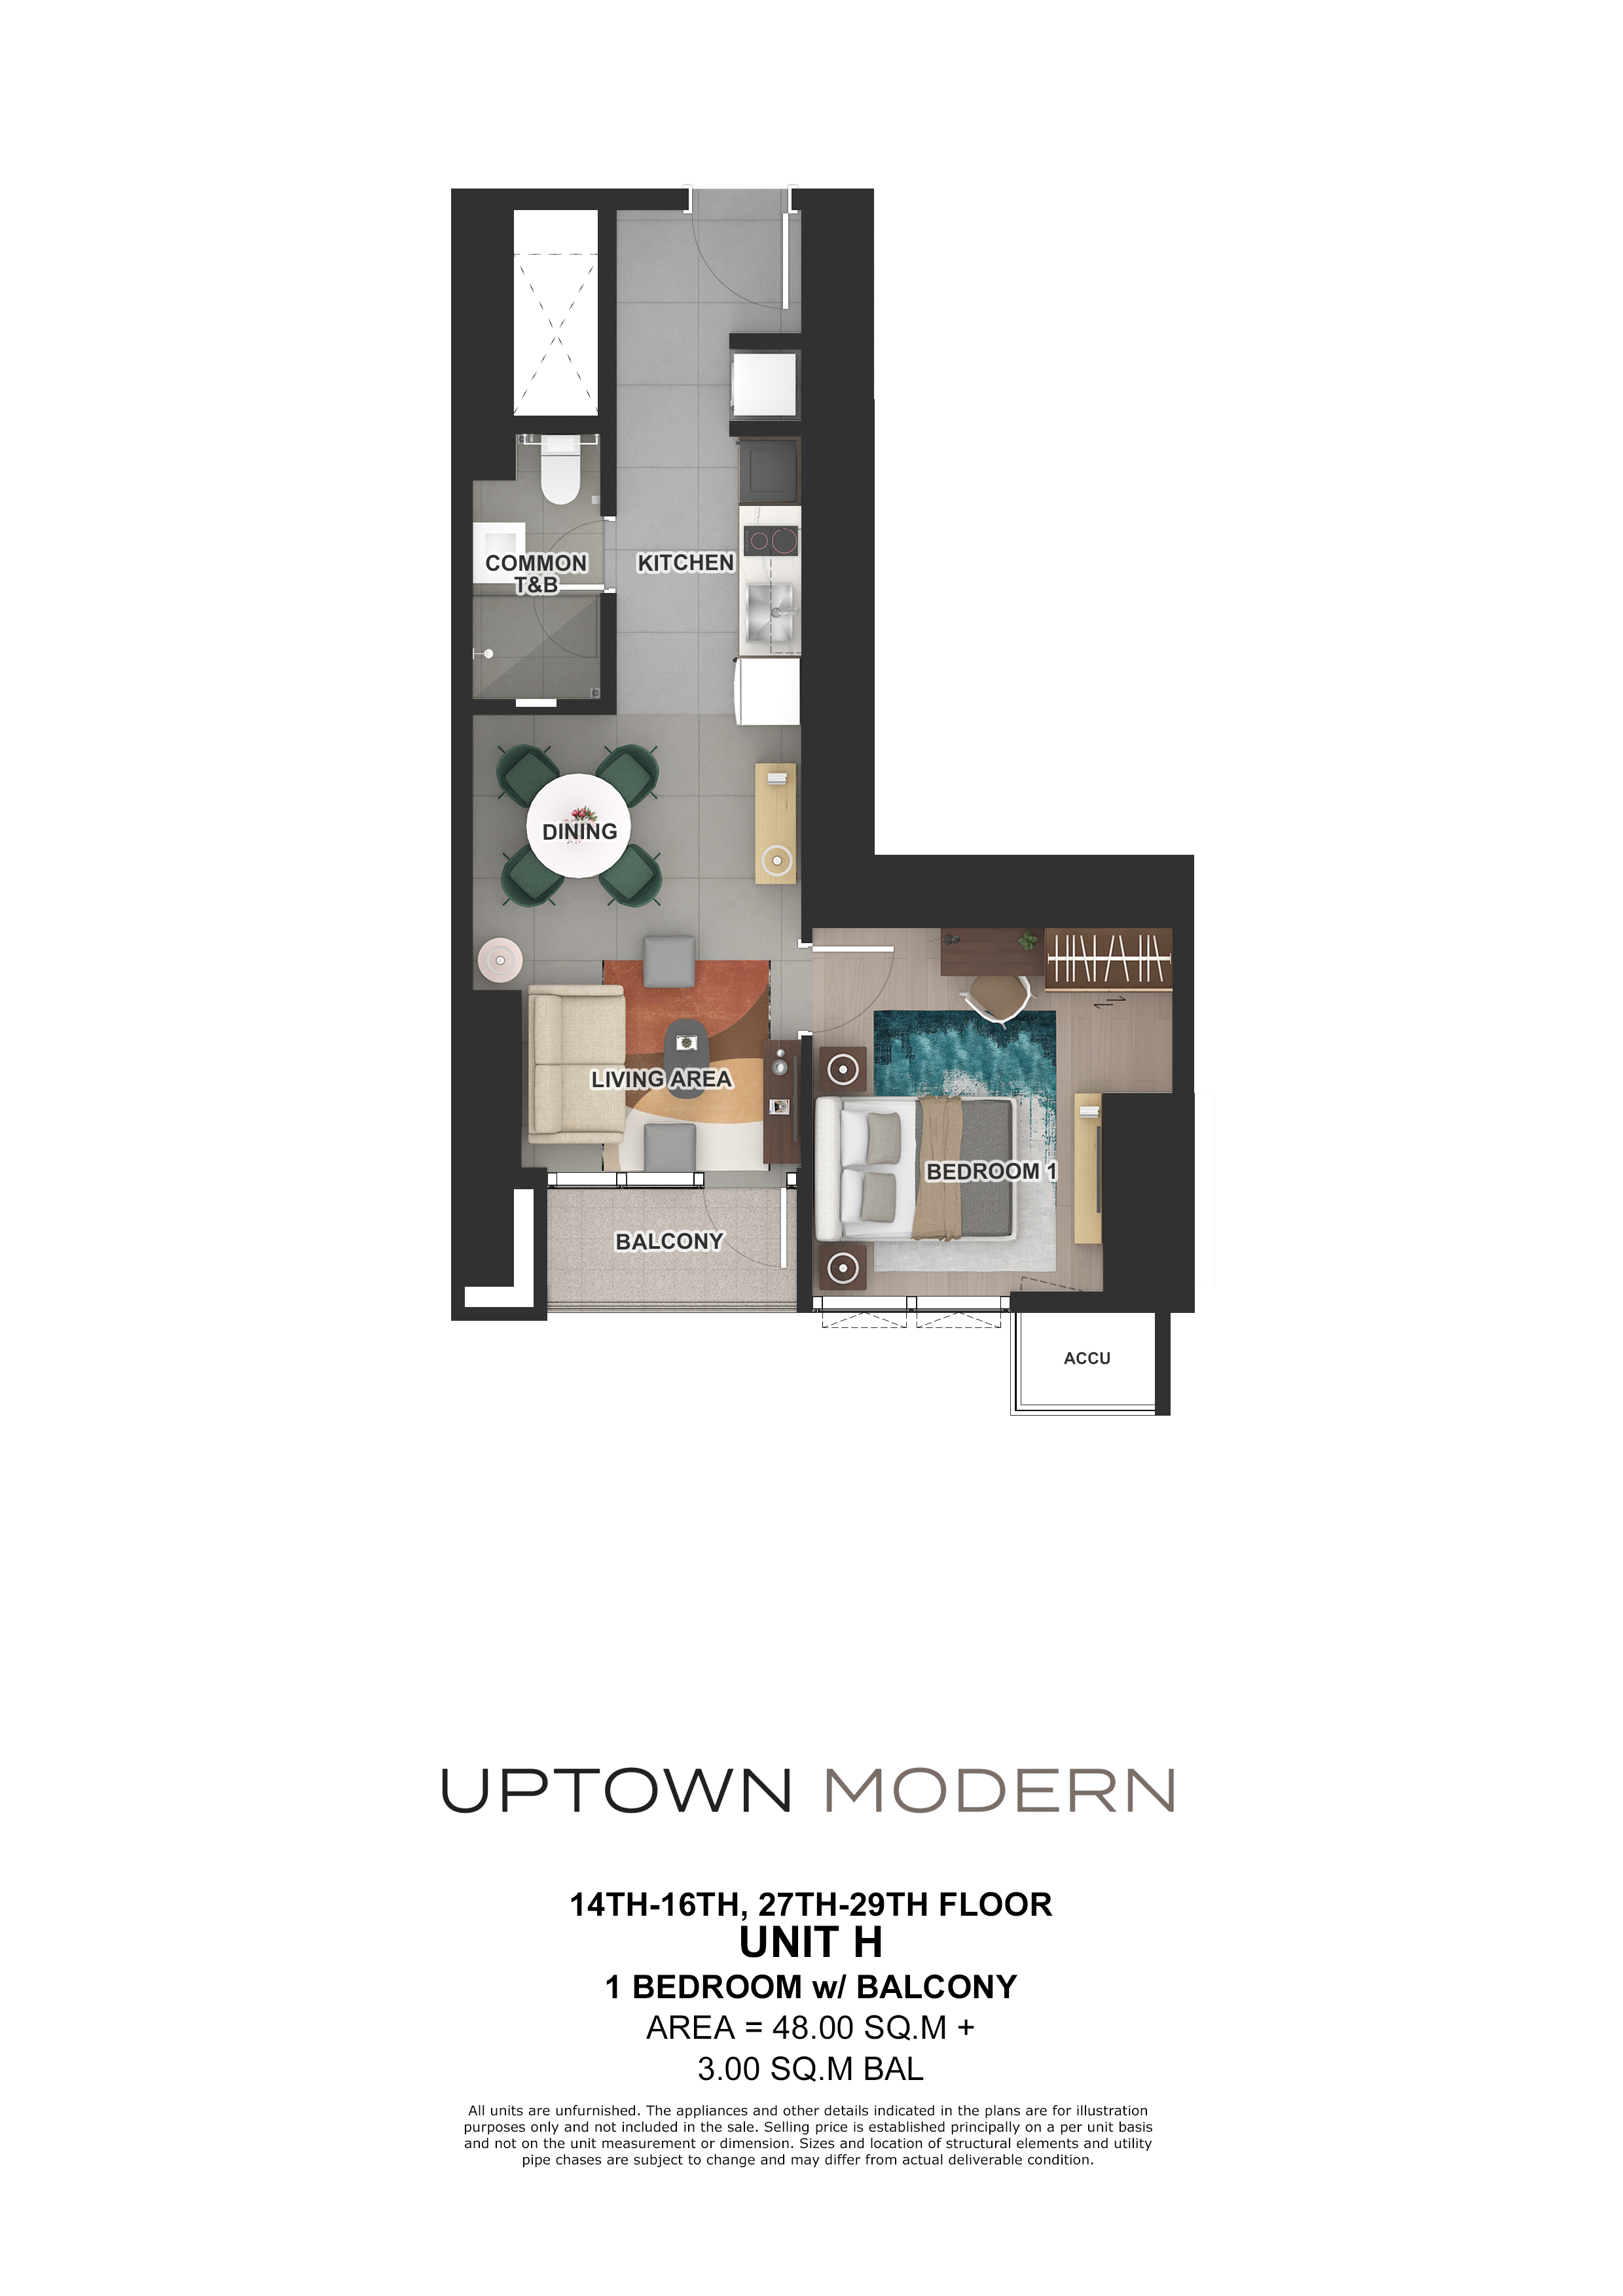 COMMON
T&B
KITCHEN
DINING
LIVING AREA
BEDROOM 1
BALCONY
ACCU
UPTOWN MODERN
14TH-16TH, 27TH-29TH FLOOR
UNIT H
1 BEDROOM w/ BALCONY
AREA = 48.00 SQ.M +
3.00 SQ.M BAL
All units are unfurnished. The appliances and other details indicated in the plans are for illustration
purposes only and not included in the sale. Selling price is established principally on a per unit basis
and not on the unit measurement or dimension. Sizes and location of structural elements and utility
pipe chases are subject to change and may differ from actual deliverable condition.